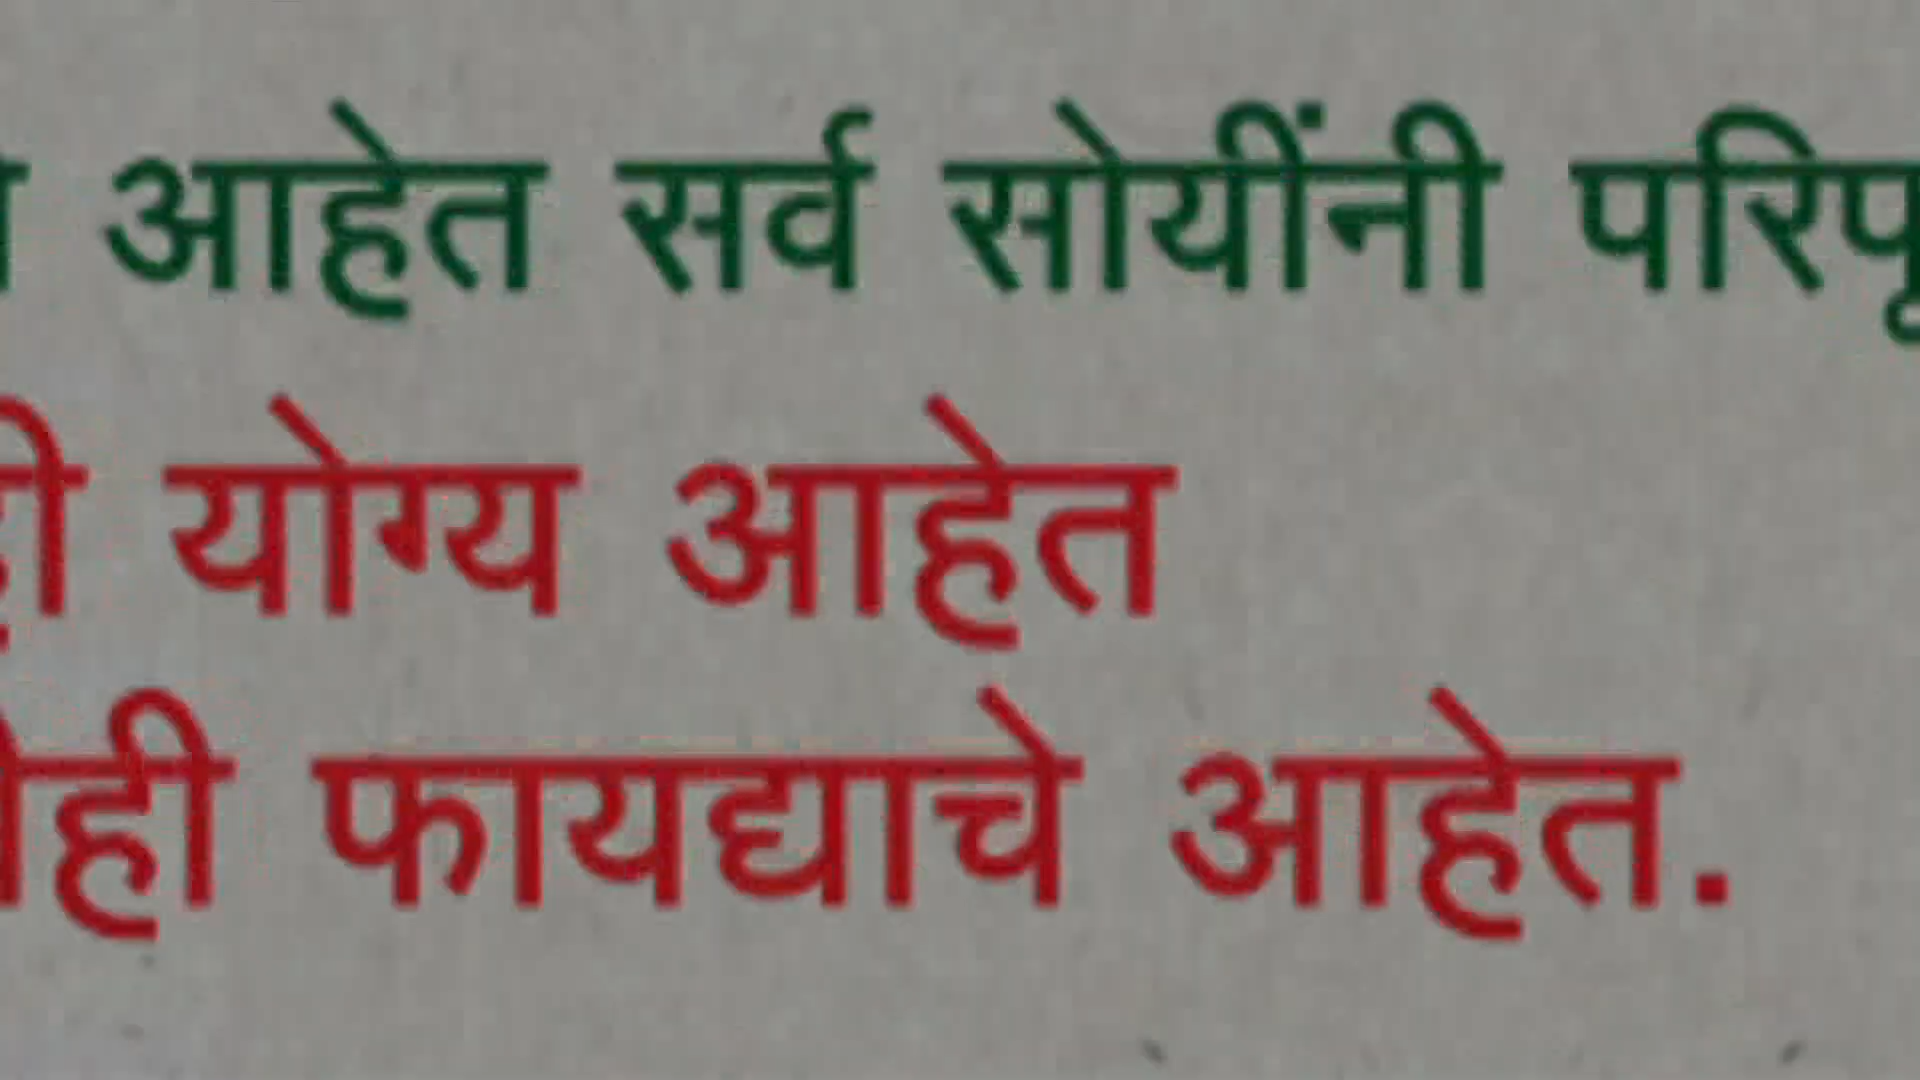 आहेत सर्व सोयींनी
योग्य आहेत
फायद्याचे आहेत.